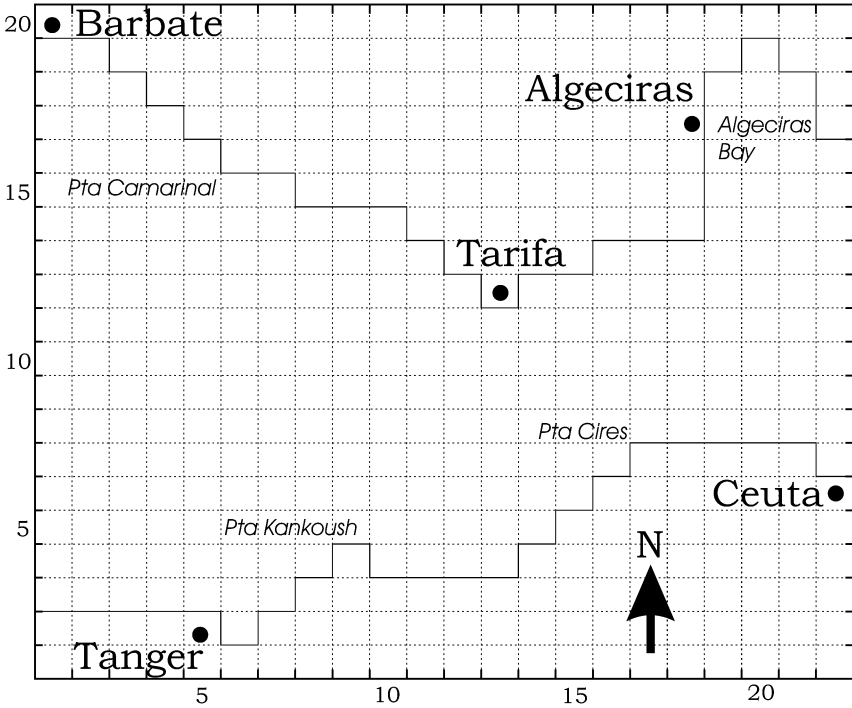 20
Barbate
Algeciras
Algeciras
Bay
15
Pta Camarinal
Tarifa
10
Pta Cires
Ceuta
5
Pta Kankoush
N
Tanger
5
10
15
20